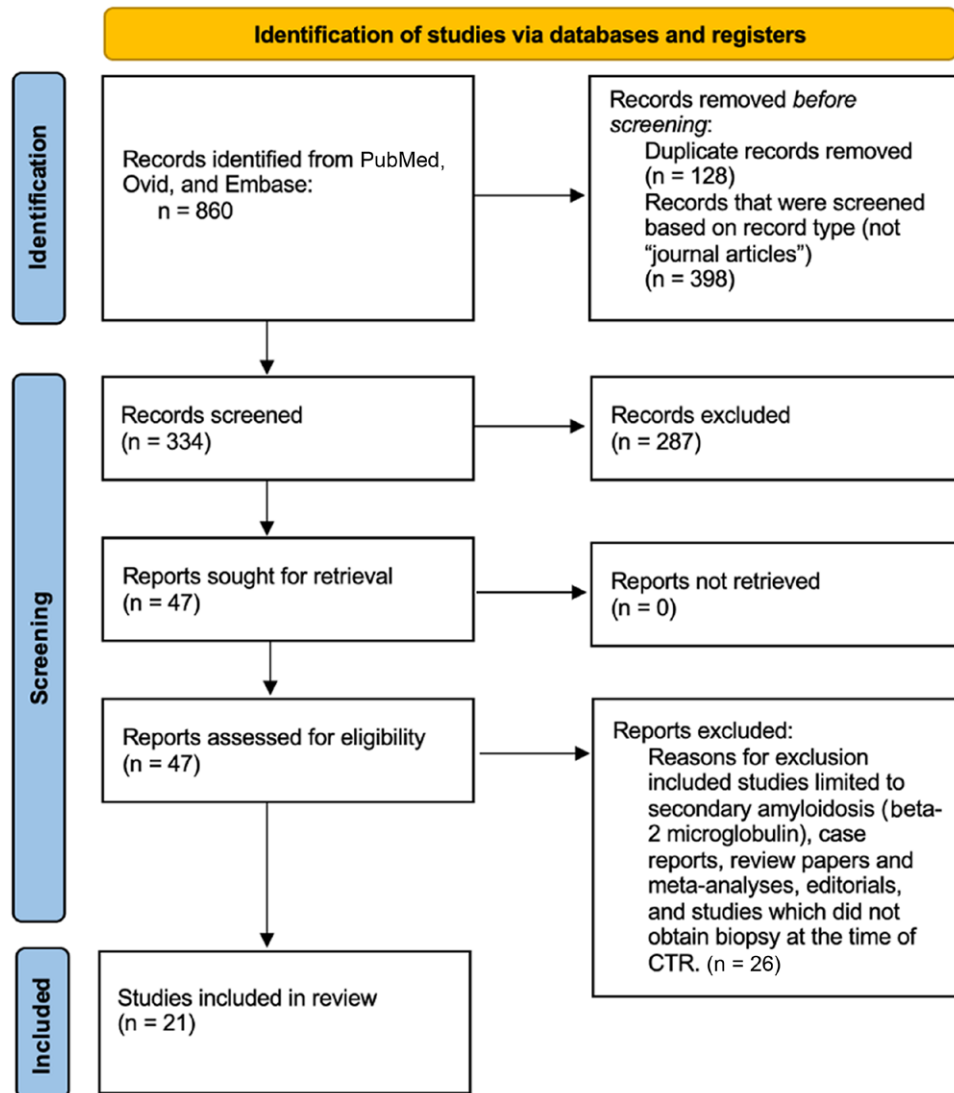 Identification of studies via databases and registers
Identification
Records identified from PubMed,
Ovid, and Embase:
n = 860
Records removed before
screening:
Duplicate records removed
(n = 128)
Records that were screened
based on record type (not
“journal articles”)
(n = 398)
Screening
Records screened
(n = 334)
Records excluded
(n = 287)
Reports sought for retrieval
(n = 47)
Reports not retrieved
(n = 0)
Reports assessed for eligibility
(n = 47)
Reports excluded:
Reasons for exclusion
included studies limited to
secondary amyloidosis (beta-
2 microglobulin), case
reports, review papers and
meta-analyses, editorials,
and studies which did not
obtain biopsy at the time of
CTR. (n = 26)
Included
Studies included in review
(n = 21)